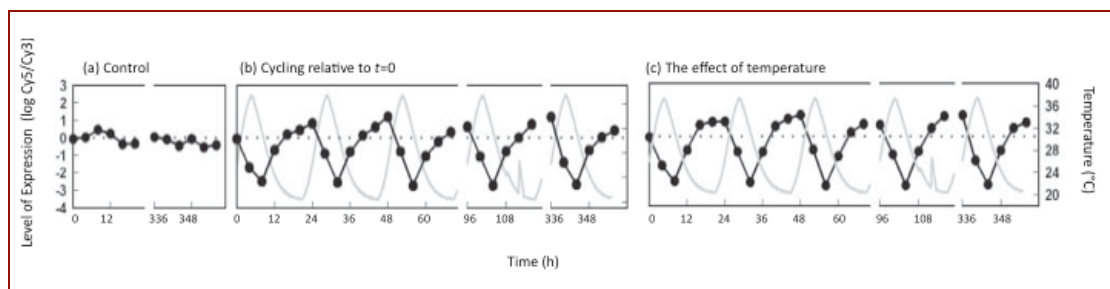 (a) Control
(b) Cycling relative to t=0
(c) The effect of temperature
Level of Expression (log Cy5/Cy3)
3
2
1
0
-1
-2
-3
-4
40
36
32
28
24
20
Temperature (°C)
0 12 336 348
0 12 24 36 48 60 96 108 336 348
0 12 24 36 48 60 96 108 336 348
Time (h)